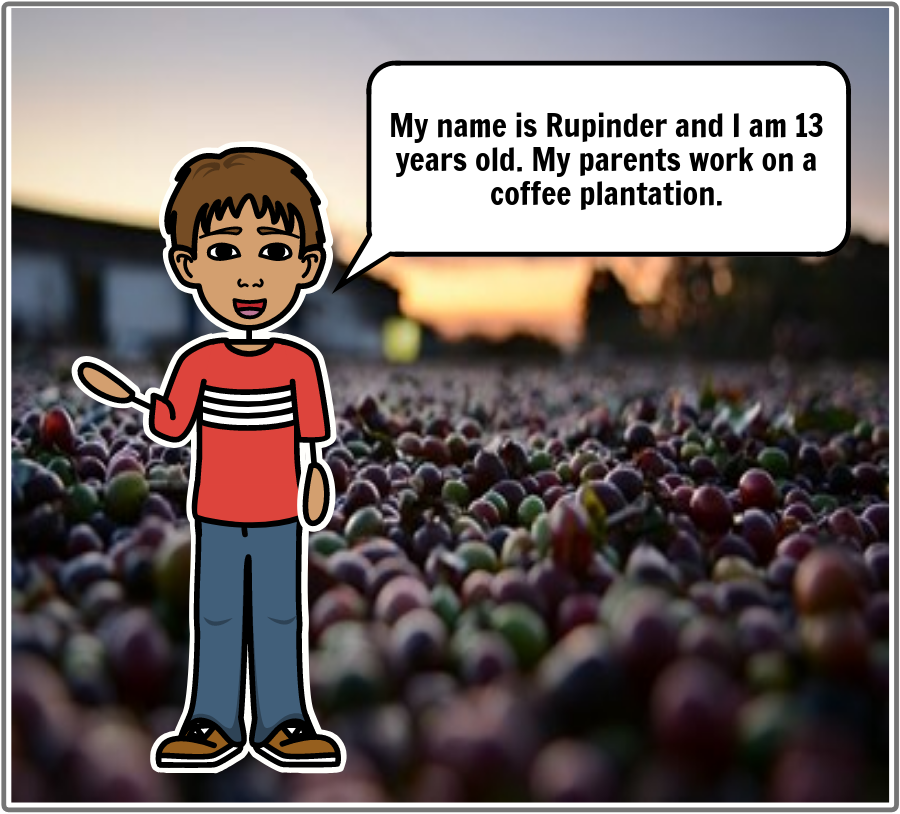 My name is Rupinder and I am 13
years old. My parents work on a
coffee plantation.